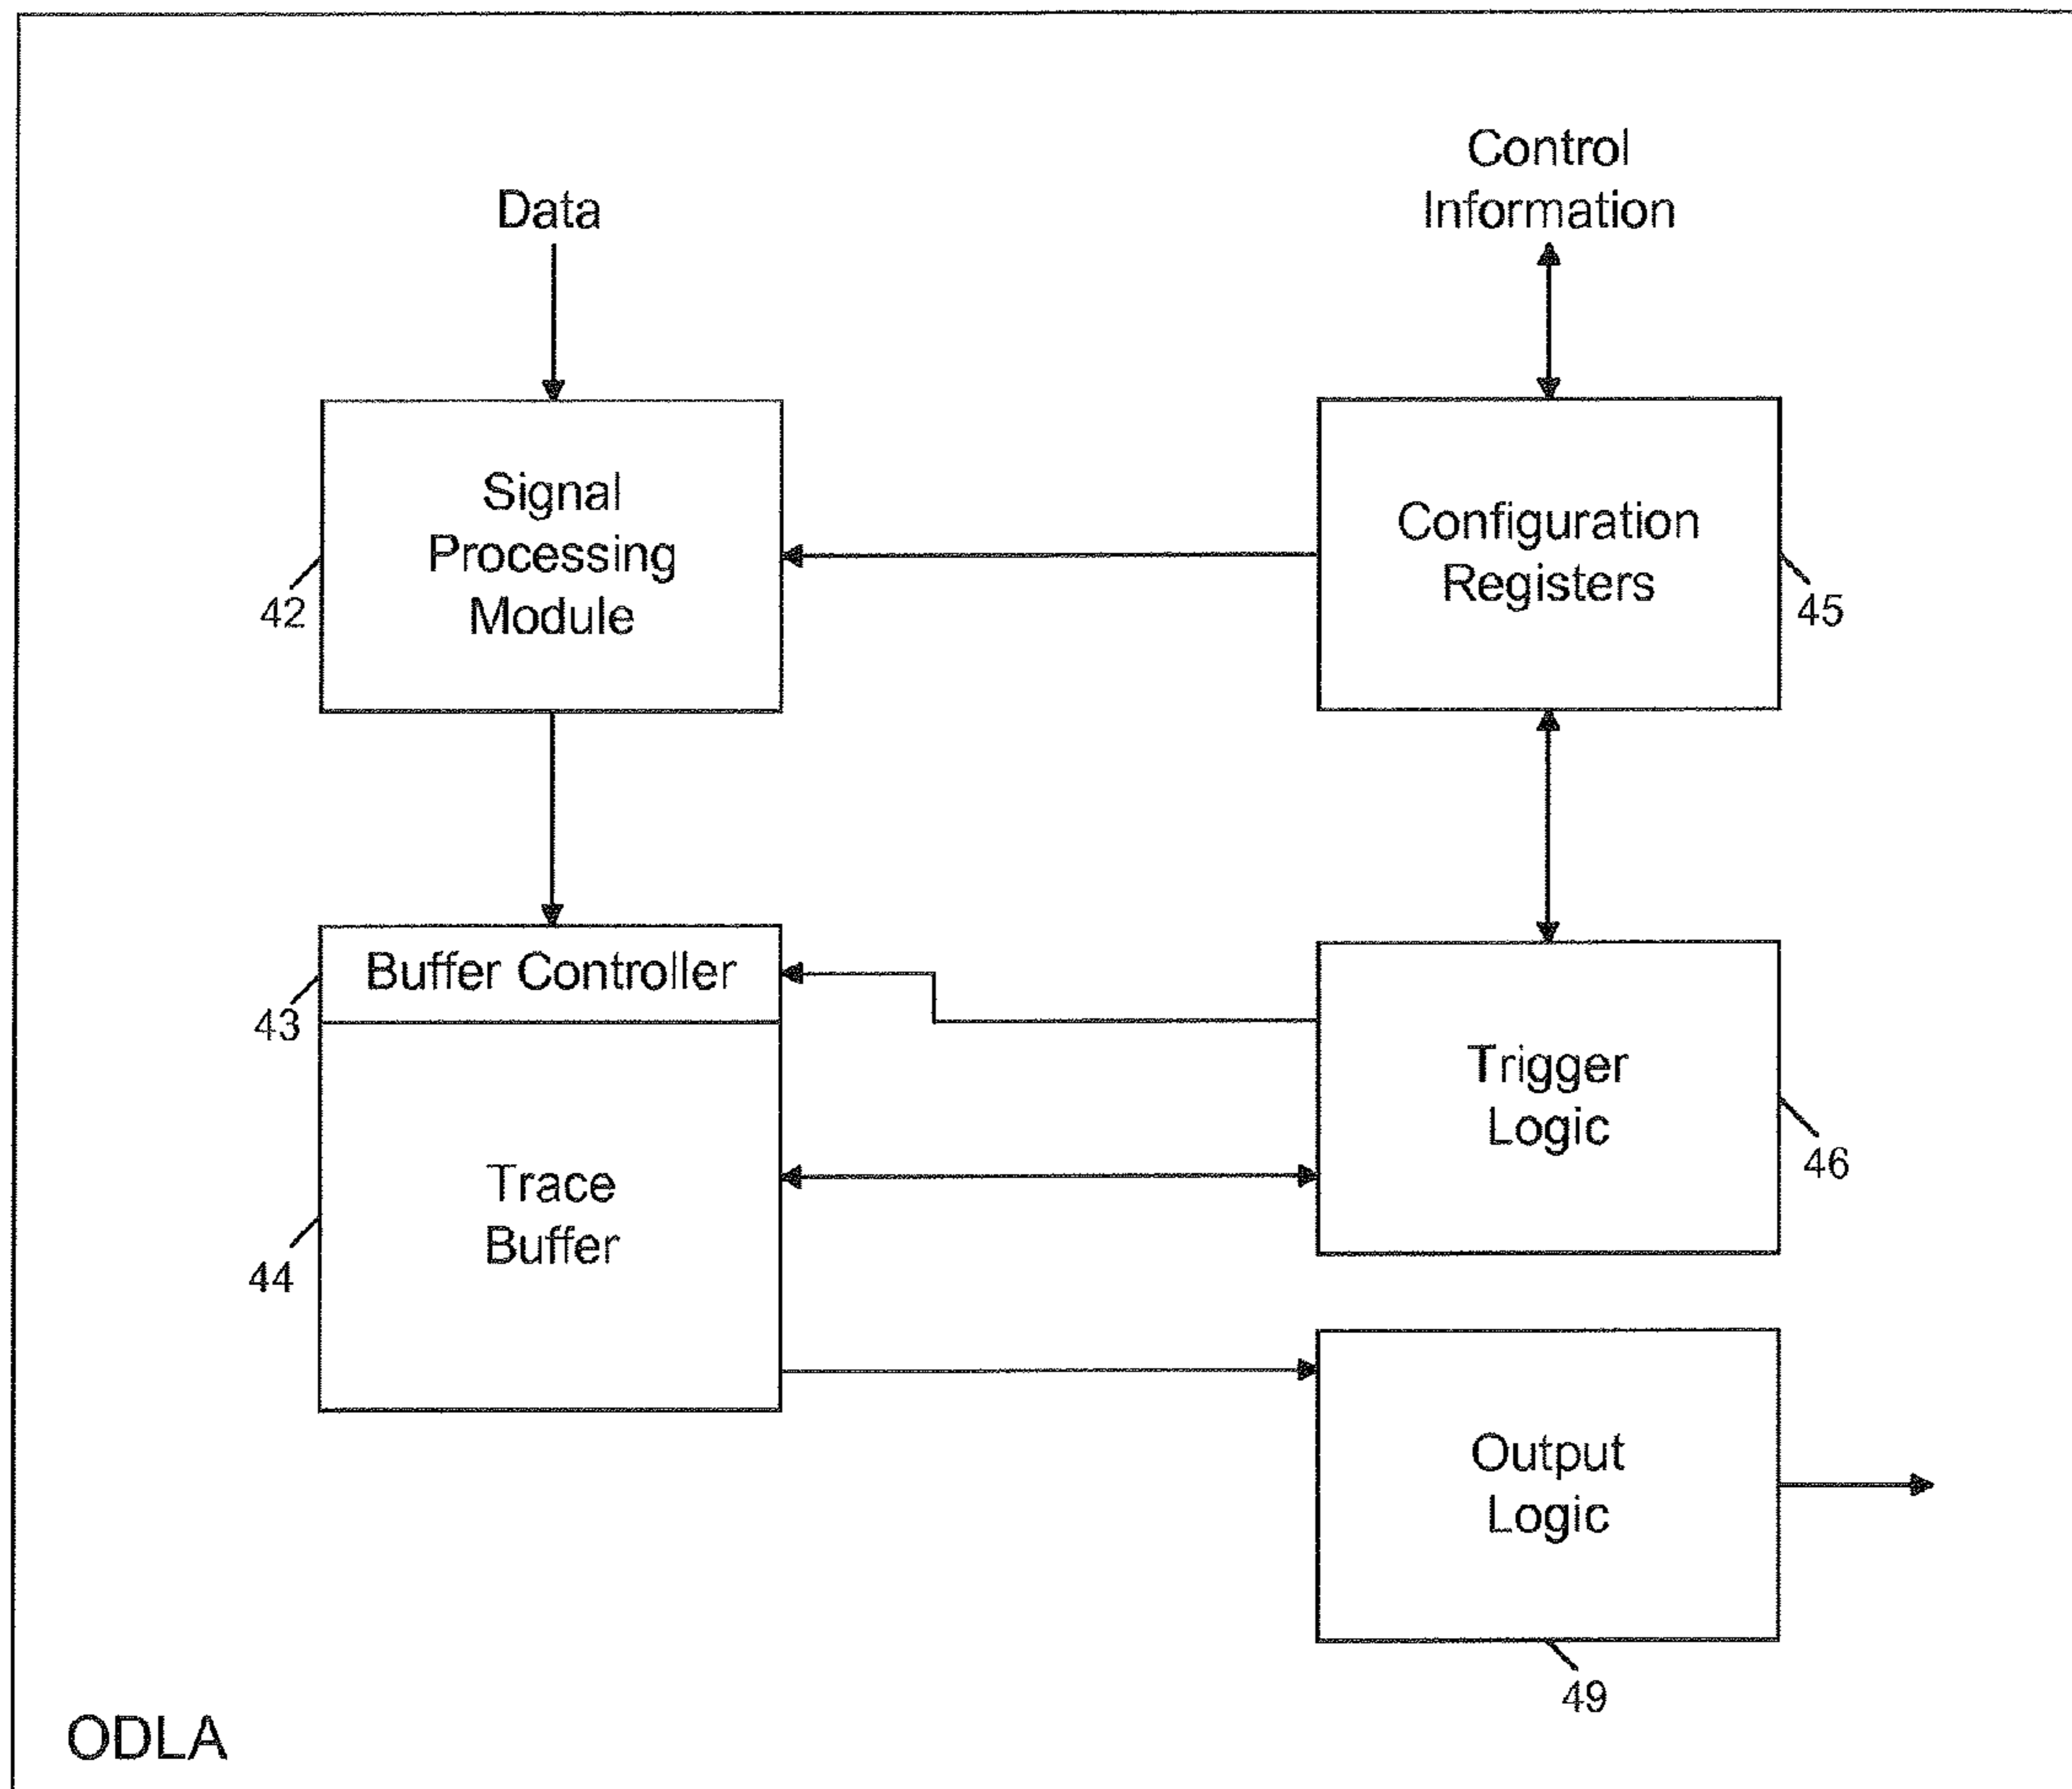 Control
Information
Data
Signal
Processing
Module
42
Configuration
Registers
45
Buffer Controller
43
Trace
Buffer
44
Trigger
Logic
46
Output
Logic
49
ODLA